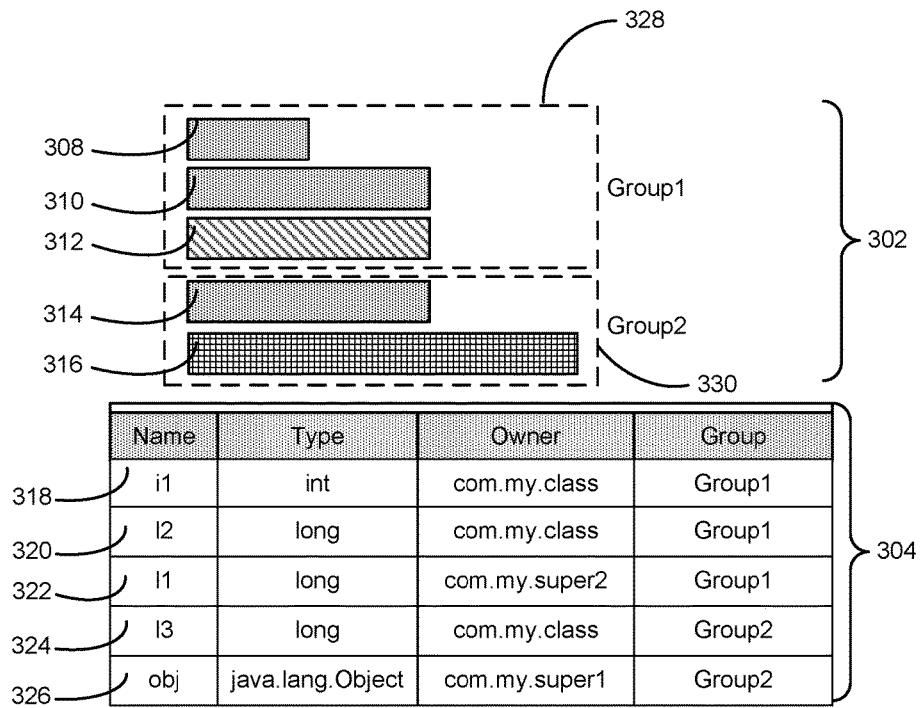 328
308
310
Group1
312
302
314
Group2
316
330
Name Type Owner Group
318 i1 int com.my.class Group1
320 l2 long com.my.class Group1
304
322 l1 long com.my.super2 Group1
324 l3 long com.my.class Group2
326 obj java.lang.Object com.my.super1 Group2